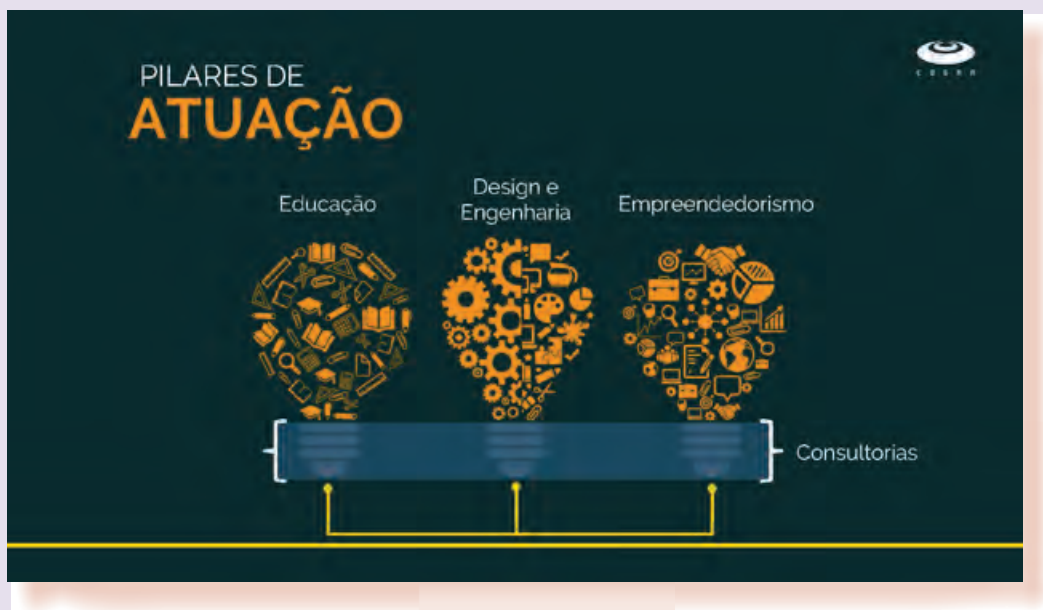 PILARES DE
ATUAÇÃO
Educação
Design e
Engenharia
Empreendedorismo
Consultorias